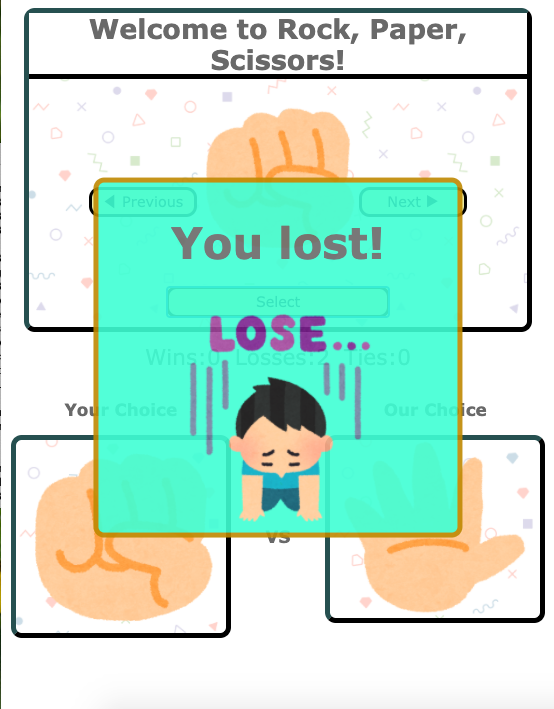 Welcome to Rock, Paper,
Scissors!
◀ Previous
Next ▶
You lost!
Select
LOSE...
Wins:0 Losses:2 Ties:0
Your Choice
Our Choice
VS